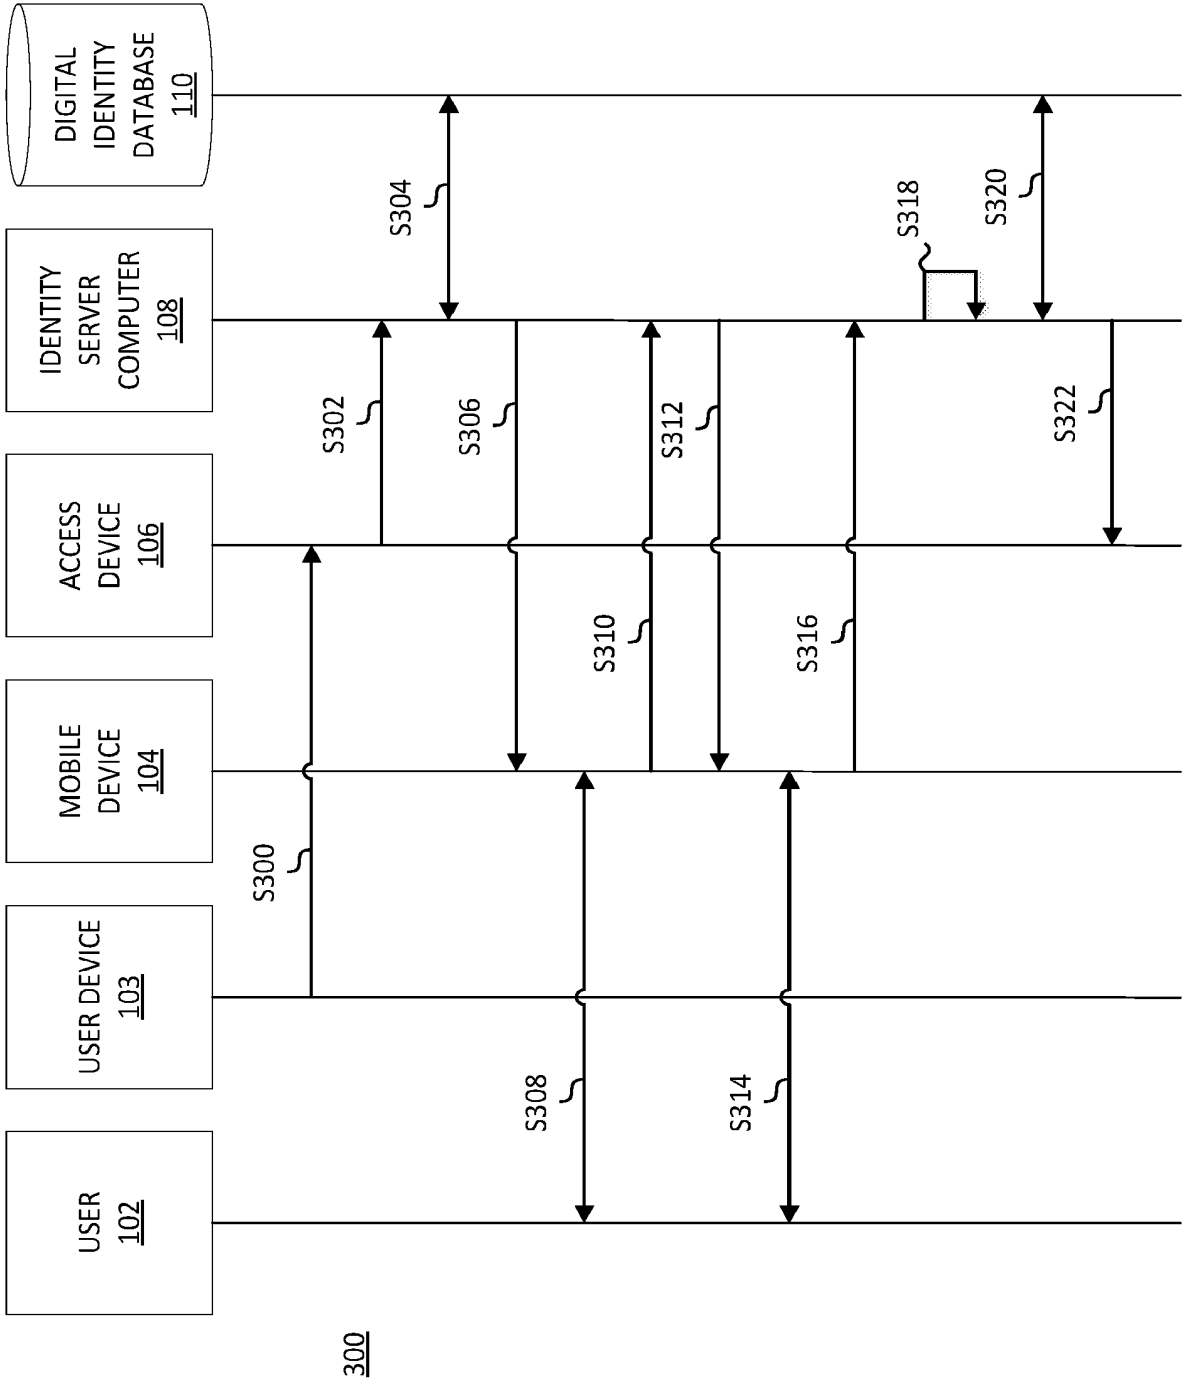 USER
102
USER DEVICE
103
MOBILE
DEVICE
104
ACCESS
DEVICE
106
IDENTITY
SERVER
COMPUTER
108
DIGITAL
IDENTITY
DATABASE
110
S300
S302
S304
S306
S308
S310
S312
S314
S316
S318
S320
S322
300